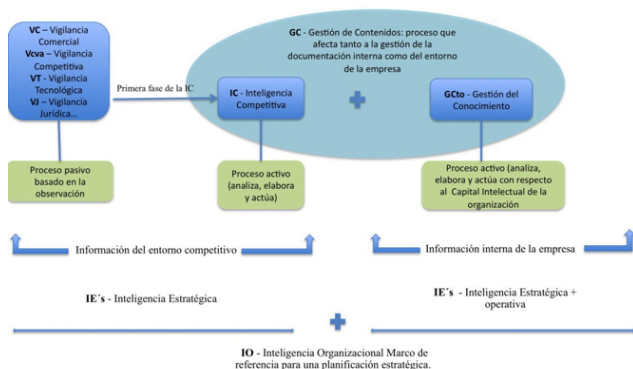 VC – Vigilancia
Comercial
Vcva – Vigilancia
Competitiva
VT - Vigilancia
Tecnológica
VJ – Vigilancia
Jurídica...
Primera fase de la IC
GC - Gestión de Contenidos: proceso que
afecta tanto a la gestión de la
documentación interna como del entorno
de la empresa
IC - Inteligencia
Competitiva
GCto - Gestión del
Conocimiento
Proceso pasivo
basado en la
observación
Proceso activo
(analiza, elabora
y actúa)
Proceso activo (analiza,
elabora y actúa con respecto
al Capital Intelectual de la
organización
Información del entorno competitivo
Información interna de la empresa
IE´s - Inteligencia Estratégica
IE´s - Inteligencia Estratégica +
operativa
IO - Inteligencia Organizacional Marco de
referencia para una planificación estratégica.